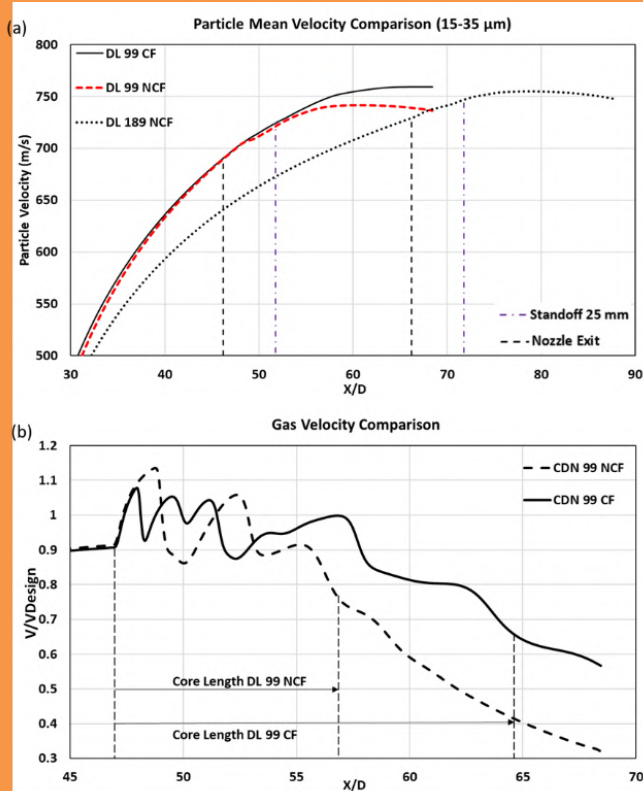 (a)
Particle Mean Velocity Comparison (15-35 µm)
800
750
700
650
600
550
500
Particle Velocity (m/s)
DL 99 CF
DL 99 NCF
DL 189 NCF
Standoff 25 mm
Nozzle Exit
30 40 50 60 70 80 90
X/D
(b)
Gas Velocity Comparison
1.2
1.1
1
0.9
0.8
0.7
0.6
0.5
0.4
0.3
V/VDesign
CDN 99 NCF
CDN 99 CF
Core Length DL 99 NCF
Core Length DL 99 CF
45 50 55 60 65 70
X/D